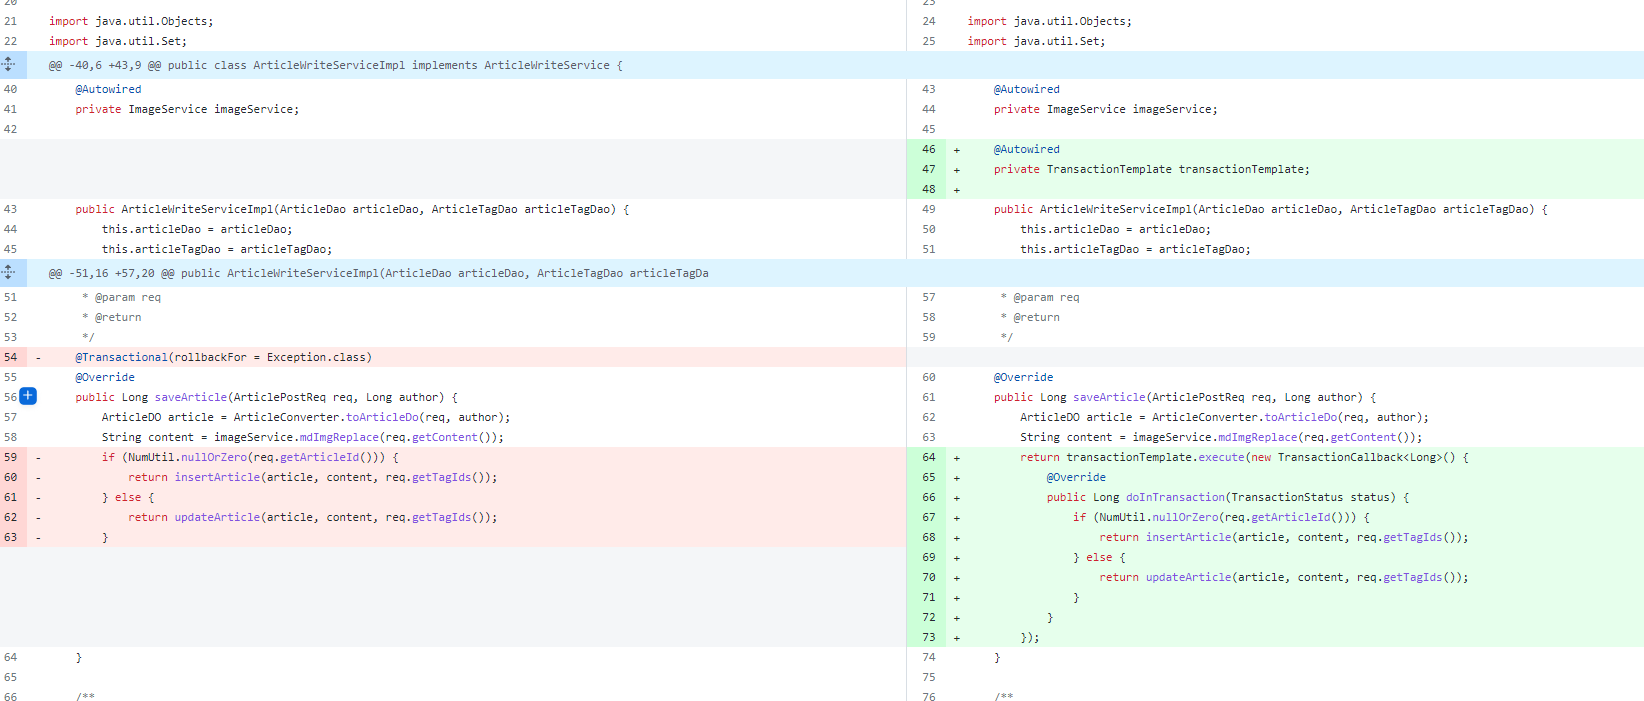 20
21 import java.util.Objects;
22 import java.util.Set;
@@ -40,6 +43,9 @@ public class ArticleWriteServiceImpl implements ArticleWriteService {
40 @Autowired
41 private ImageService imageService;
42
43 public ArticleWriteServiceImpl(ArticleDao articleDao, ArticleTagDao articleTagDao) {
44 this.articleDao = articleDao;
45 this.articleTagDao = articleTagDao;
@@ -51,16 +57,20 @@ public ArticleWriteServiceImpl(ArticleDao articleDao, ArticleTagDao articleTagDa
51 * @param req
52 * @return
53 */
54 - @Transactional(rollbackFor = Exception.class)
55 @Override
56 public Long saveArticle(ArticlePostReq req, Long author) {
57 ArticleDO article = ArticleConverter.toArticleDo(req, author);
58 String content = imageService.mdImgReplace(req.getContent());
59 - if (NumUtil.nullOrZero(req.getArticleId())) {
60 - return insertArticle(article, content, req.getTagIds());
61 - } else {
62 - return updateArticle(article, content, req.getTagIds());
63 - }
64 }
65
66 /**
23
24 import java.util.Objects;
25 import java.util.Set;
43 @Autowired
44 private ImageService imageService;
45
46 + @Autowired
47 + private TransactionTemplate transactionTemplate;
48 +
49 public ArticleWriteServiceImpl(ArticleDao articleDao, ArticleTagDao articleTagDao) {
50 this.articleDao = articleDao;
51 this.articleTagDao = articleTagDao;
57 * @param req
58 * @return
59 */
60 @Override
61 public Long saveArticle(ArticlePostReq req, Long author) {
62 ArticleDO article = ArticleConverter.toArticleDo(req, author);
63 String content = imageService.mdImgReplace(req.getContent());
64 + return transactionTemplate.execute(new TransactionCallback<Long>() {
65 + @Override
66 + public Long doInTransaction(TransactionStatus status) {
67 + if (NumUtil.nullOrZero(req.getArticleId())) {
68 + return insertArticle(article, content, req.getTagIds());
69 + } else {
70 + return updateArticle(article, content, req.getTagIds());
71 + }
72 + }
73 + });
74 }
75
76 /**